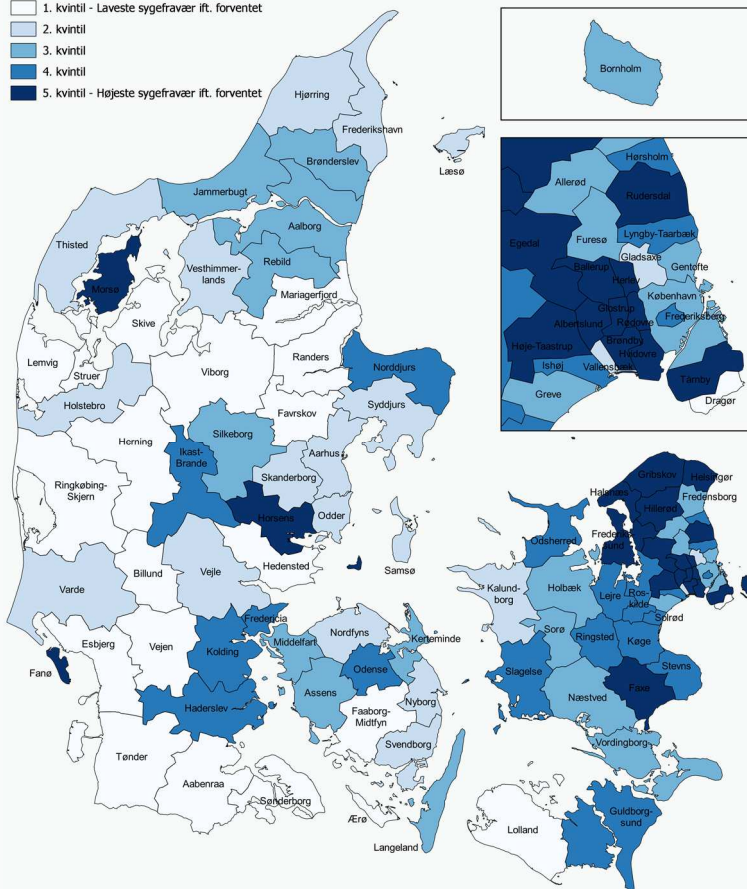 1. kvintil - Laveste sygefravær ift. forventet
2. kvintil
3. kvintil
4. kvintil
5. kvintil - Højeste sygefravær ift. forventet
Bornholm
Hjørring
Frederikshavn
Brønderslev
Læsø
Jammerbugt
Aalborg
Thisted
Vesthimmer-
lands
Rebild
Morsø
Mariagerfjord
Skive
Lemvig
Struer
Viborg
Randers
Norddjurs
Holstebro
Favrskov
Syddjurs
Herning
Silkeborg
Ikast-
Brande
Aarhus
Skanderborg
Ringkøbing-
Skjern
Horsens
Odder
Samsø
Hedensted
Billund
Vejle
Varde
Fredericia
Nordfyns
Kerteminde
Middelfart
Esbjerg
Vejen
Kolding
Odense
Fanø
Assens
Nyborg
Haderslev
Faaborg-
Midtfyn
Svendborg
Tønder
Aabenraa
Sønderborg
Ærø
Langeland
Hørsholm
Allerød
Rudersdal
Egedal
Furesø
Lyngby-Taarbæk
Gladsaxe
Ballerup
Gentofte
Herlev
København
Glostrup
Frederiksberg
Albertslund
Rødovre
Høje-Taastrup
Brøndby
Hvidovre
Ishøj
Vallensbæk
Tårnby
Greve
Dragør
Gribskov
Helsingør
Halsnæs
Fredensborg
Hillerød
Frederiks-
sund
Odsherred
Kalund-
borg
Holbæk
Lejre
Ros-
kilde
Solrød
Sorø
Ringsted
Køge
Stevns
Slagelse
Faxe
Næstved
Vordingborg
Lolland
Guldborg-
sund